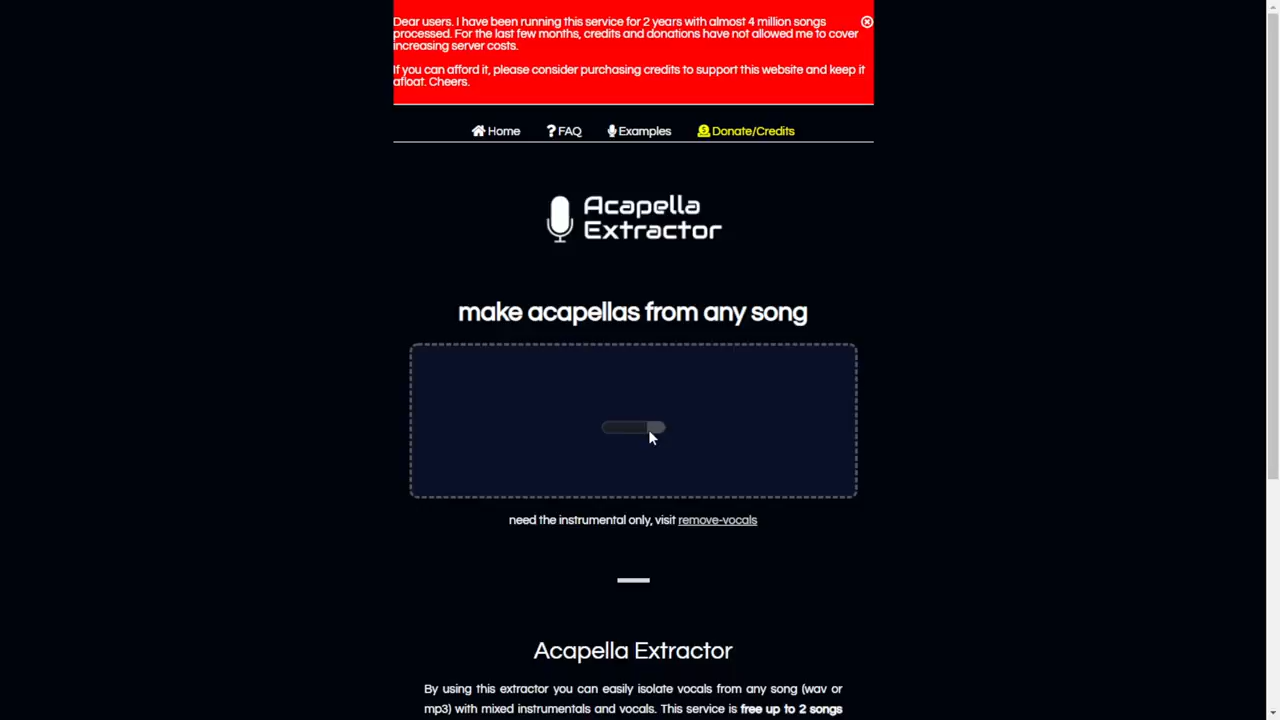 Dear users. I have been running this service for 2 years with almost 4 million songs
processed. For the last few months, credits and donations have not allowed me to cover
increasing server costs.
If you can afford it, please consider purchasing credits to support this website and keep it
afloat. Cheers.
Home FAQ Examples Donate/Credits
Acapella
Extractor
make acapellas from any song
need the instrumental only, visit remove-vocals
Acapella Extractor
By using this extractor you can easily isolate vocals from any song (wav or
mp3) with mixed instrumentals and vocals. This service is free up to 2 songs